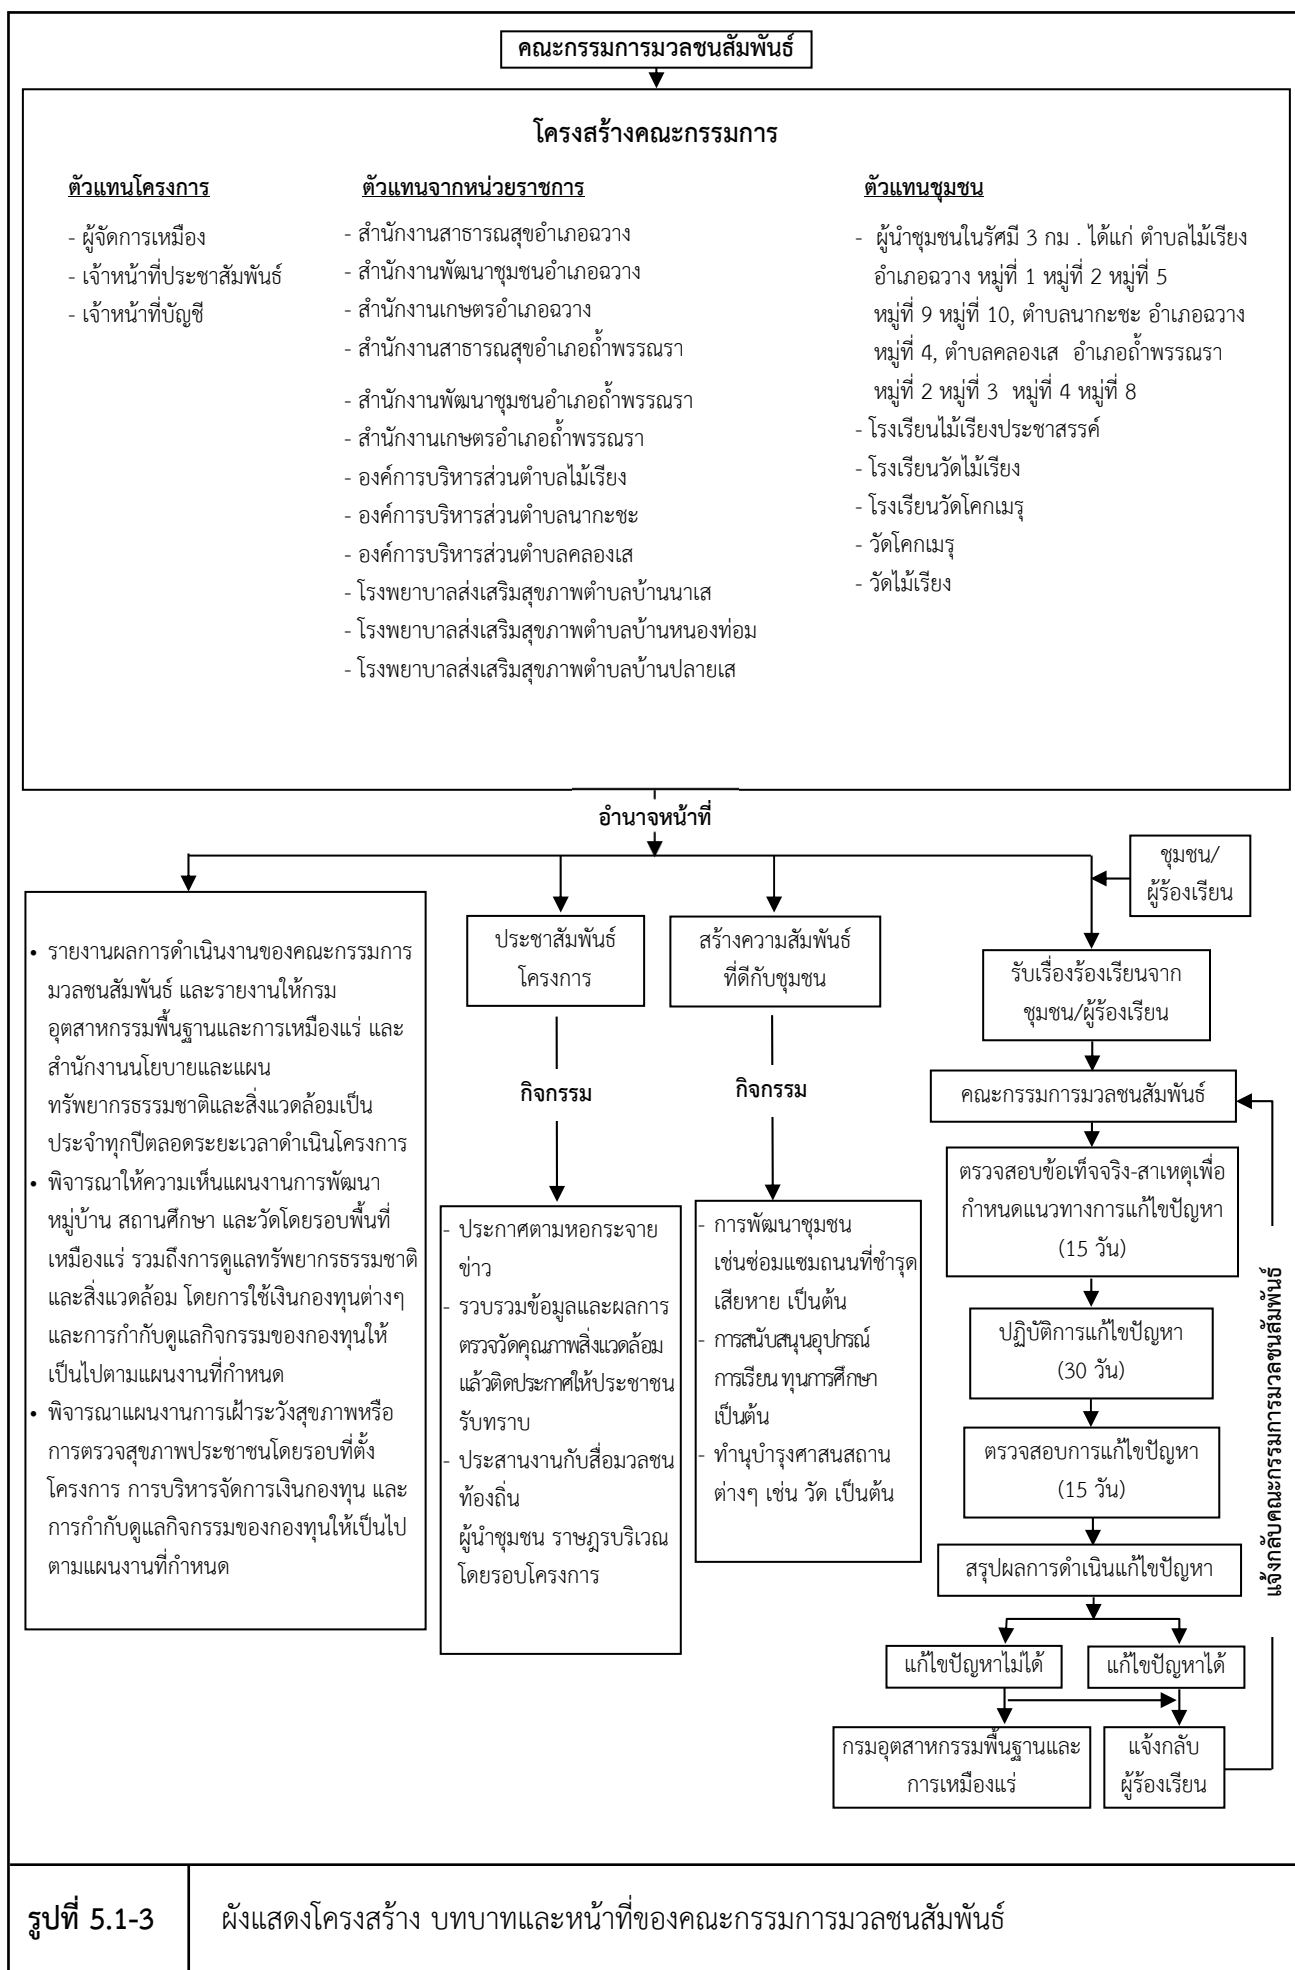 คณะกรรมการมวลชนสัมพันธ์
โครงสร้างคณะกรรมการ
ตัวแทนโครงการ
- ผู้จัดการเหมือง
- เจ้าหน้าที่ประชาสัมพันธ์
- เจ้าหน้าที่บัญชี
ตัวแทนจากหน่วยราชการ
- สำนักงานสาธารณสุขอำเภอฉวาง
- สำนักงานพัฒนาชุมชนอำเภอฉวาง
- สำนักงานเกษตรอำเภอฉวาง
- สำนักงานสาธารณสุขอำเภอถ้ำพรรณรา
- สำนักงานพัฒนาชุมชนอำเภอถ้ำพรรณรา
- สำนักงานเกษตรอำเภอถ้ำพรรณรา
- องค์การบริหารส่วนตำบลไม้เรียง
- องค์การบริหารส่วนตำบลนากะชะ
- องค์การบริหารส่วนตำบลคลองเส
- โรงพยาบาลส่งเสริมสุขภาพตำบลบ้านนาเส
- โรงพยาบาลส่งเสริมสุขภาพตำบลบ้านหนองท่อม
- โรงพยาบาลส่งเสริมสุขภาพตำบลบ้านปลายเส
ตัวแทนชุมชน
- ผู้นำชุมชนในรัศมี 3 กม . ได้แก่ ตำบลไม้เรียง
อำเภอฉวาง หมู่ที่ 1 หมู่ที่ 2 หมู่ที่ 5
หมู่ที่ 9 หมู่ที่ 10, ตำบลนากะชะ อำเภอฉวาง
หมู่ที่ 4, ตำบลคลองเส อำเภอถ้ำพรรณรา
หมู่ที่ 2 หมู่ที่ 3 หมู่ที่ 4 หมู่ที่ 8
- โรงเรียนไม้เรียงประชาสรรค์
- โรงเรียนวัดไม้เรียง
- โรงเรียนวัดโคกเมรุ
- วัดโคกเมรุ
- วัดไม้เรียง
อำนาจหน้าที่
• รายงานผลการดำเนินงานของคณะกรรมการ
มวลชนสัมพันธ์ และรายงานให้กรม
อุตสาหกรรมพื้นฐานและการเหมืองแร่ และ
สำนักงานนโยบายและแผน
ทรัพยากรธรรมชาติและสิ่งแวดล้อมเป็น
ประจำทุกปีตลอดระยะเวลาดำเนินโครงการ
• พิจารณาให้ความเห็นแผนงานการพัฒนา
หมู่บ้าน สถานศึกษา และวัดโดยรอบพื้นที่
เหมืองแร่ รวมถึงการดูแลทรัพยากรธรรมชาติ
และสิ่งแวดล้อม โดยการใช้เงินกองทุนต่างๆ
และการกำกับดูแลกิจกรรมของกองทุนให้
เป็นไปตามแผนงานที่กำหนด
• พิจารณาแผนงานการเฝ้าระวังสุขภาพหรือ
การตรวจสุขภาพประชาชนโดยรอบที่ตั้ง
โครงการ การบริหารจัดการเงินกองทุน และ
การกำกับดูแลกิจกรรมของกองทุนให้เป็นไป
ตามแผนงานที่กำหนด
ประชาสัมพันธ์
โครงการ
กิจกรรม
- ประกาศตามหอกระจาย
ข่าว
- รวบรวมข้อมูลและผลการ
ตรวจวัดคุณภาพสิ่งแวดล้อม
แล้วติดประกาศให้ประชาชน
รับทราบ
- ประสานงานกับสื่อมวลชน
ท้องถิ่น
ผู้นำชุมชน ราษฎรบริเวณ
โดยรอบโครงการ
สร้างความสัมพันธ์
ที่ดีกับชุมชน
กิจกรรม
- การพัฒนาชุมชน
เช่นซ่อมแซมถนนที่ชำรุด
เสียหาย เป็นต้น
- การสนับสนุนอุปกรณ์
การเรียน ทุนการศึกษา
เป็นต้น
- ทำนุบำรุงศาสนสถาน
ต่างๆ เช่น วัด เป็นต้น
ชุมชน/
ผู้ร้องเรียน
รับเรื่องร้องเรียนจาก
ชุมชน/ผู้ร้องเรียน
คณะกรรมการมวลชนสัมพันธ์
ตรวจสอบข้อเท็จจริง-สาเหตุเพื่อ
กำหนดแนวทางการแก้ไขปัญหา
(15 วัน)
ปฏิบัติการแก้ไขปัญหา
(30 วัน)
ตรวจสอบการแก้ไขปัญหา
(15 วัน)
สรุปผลการดำเนินแก้ไขปัญหา
แก้ไขปัญหาไม่ได้
แก้ไขปัญหาได้
กรมอุตสาหกรรมพื้นฐานและ
การเหมืองแร่
แจ้งกลับ
ผู้ร้องเรียน
แจ้งกลับคณะกรรมการมวลชนสัมพันธ์
รูปที่ 5.1-3
ผังแสดงโครงสร้าง บทบาทและหน้าที่ของคณะกรรมการมวลชนสัมพันธ์